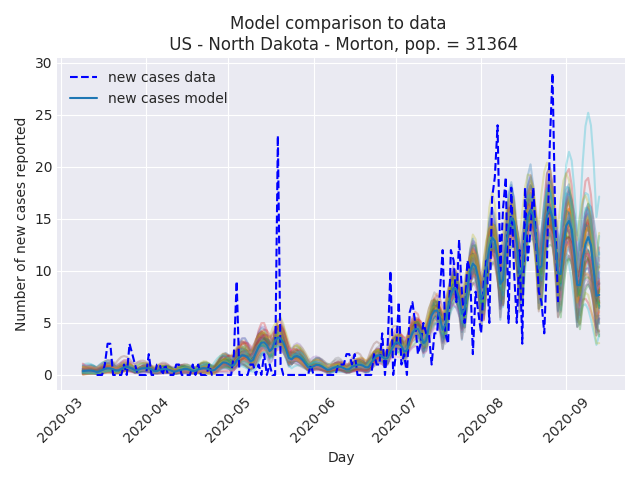 Model comparison to data
US - North Dakota - Morton, pop. = 31364
new cases data
new cases model
Number of new cases reported
30
25
20
15
10
5
0
2020-03
2020-04
2020-05
2020-06
2020-07
2020-08
2020-09
Day